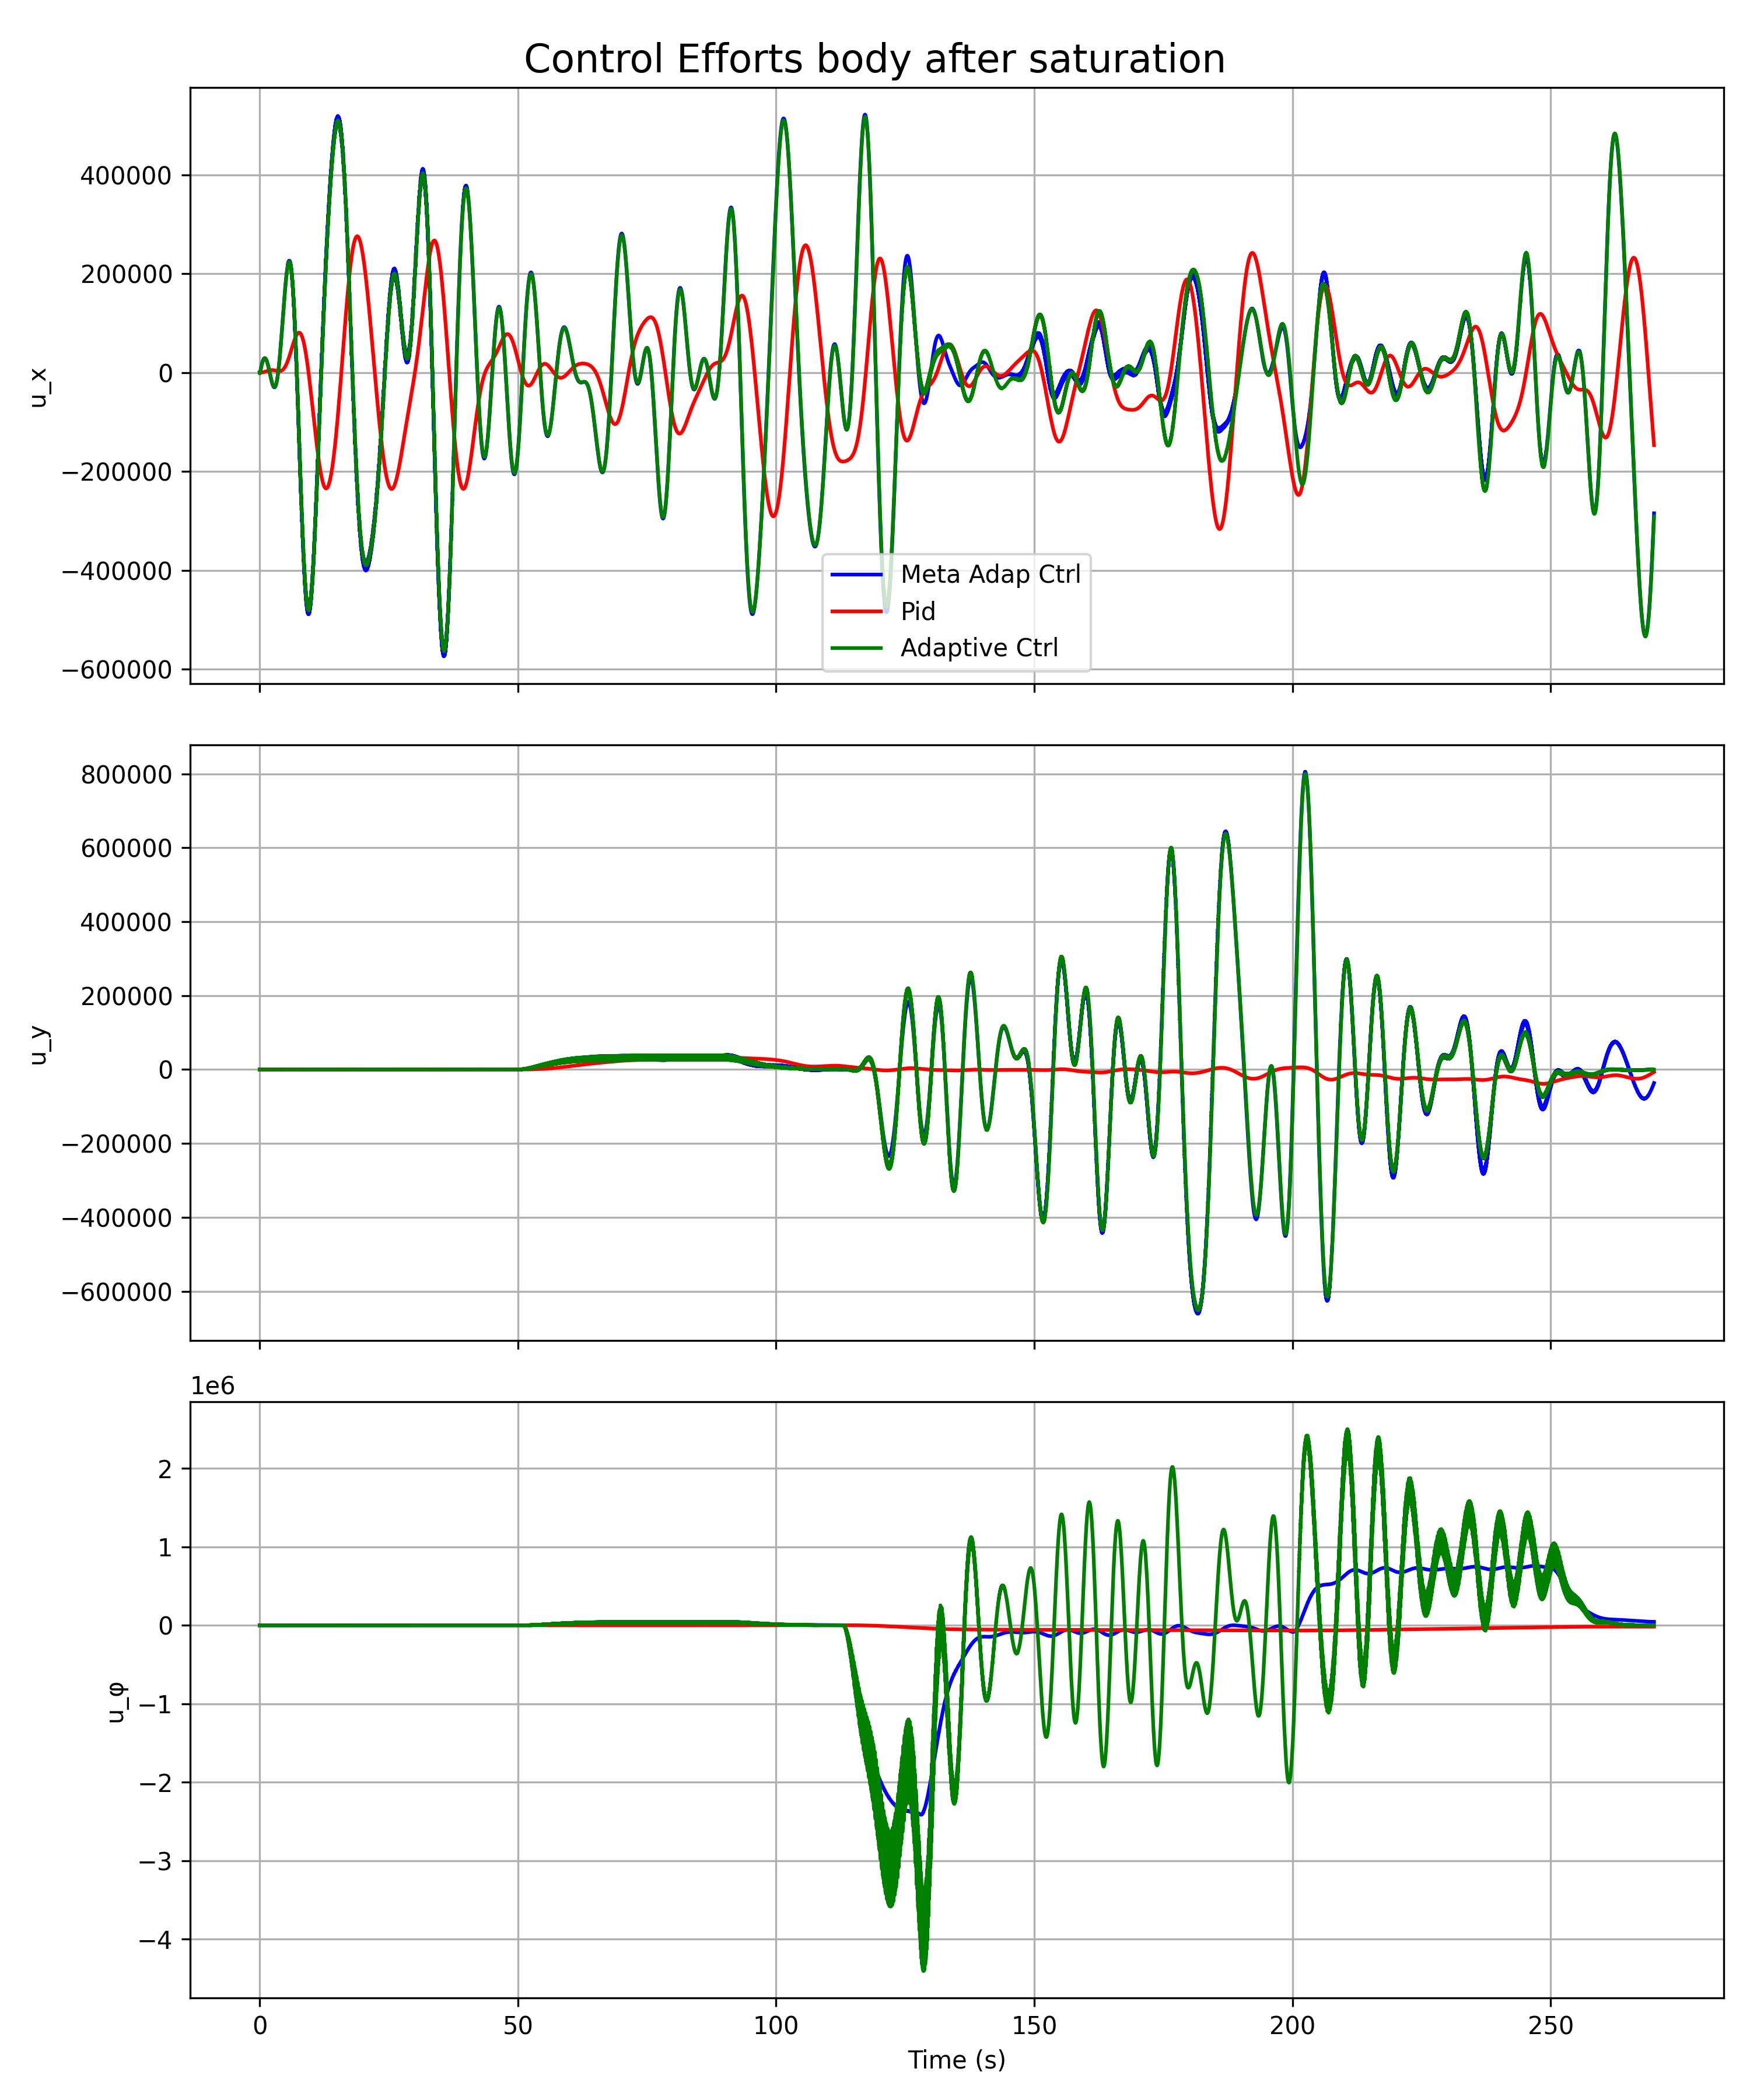 Control Efforts body after saturation
u_x
400000
200000
0
−200000
−400000
−600000
Meta Adap Ctrl
Pid
Adaptive Ctrl
u_y
800000
600000
400000
200000
0
−200000
−400000
−600000
1e6
u_φ
2
1
0
−1
−2
−3
−4
0 50 100 150 200 250
Time (s)